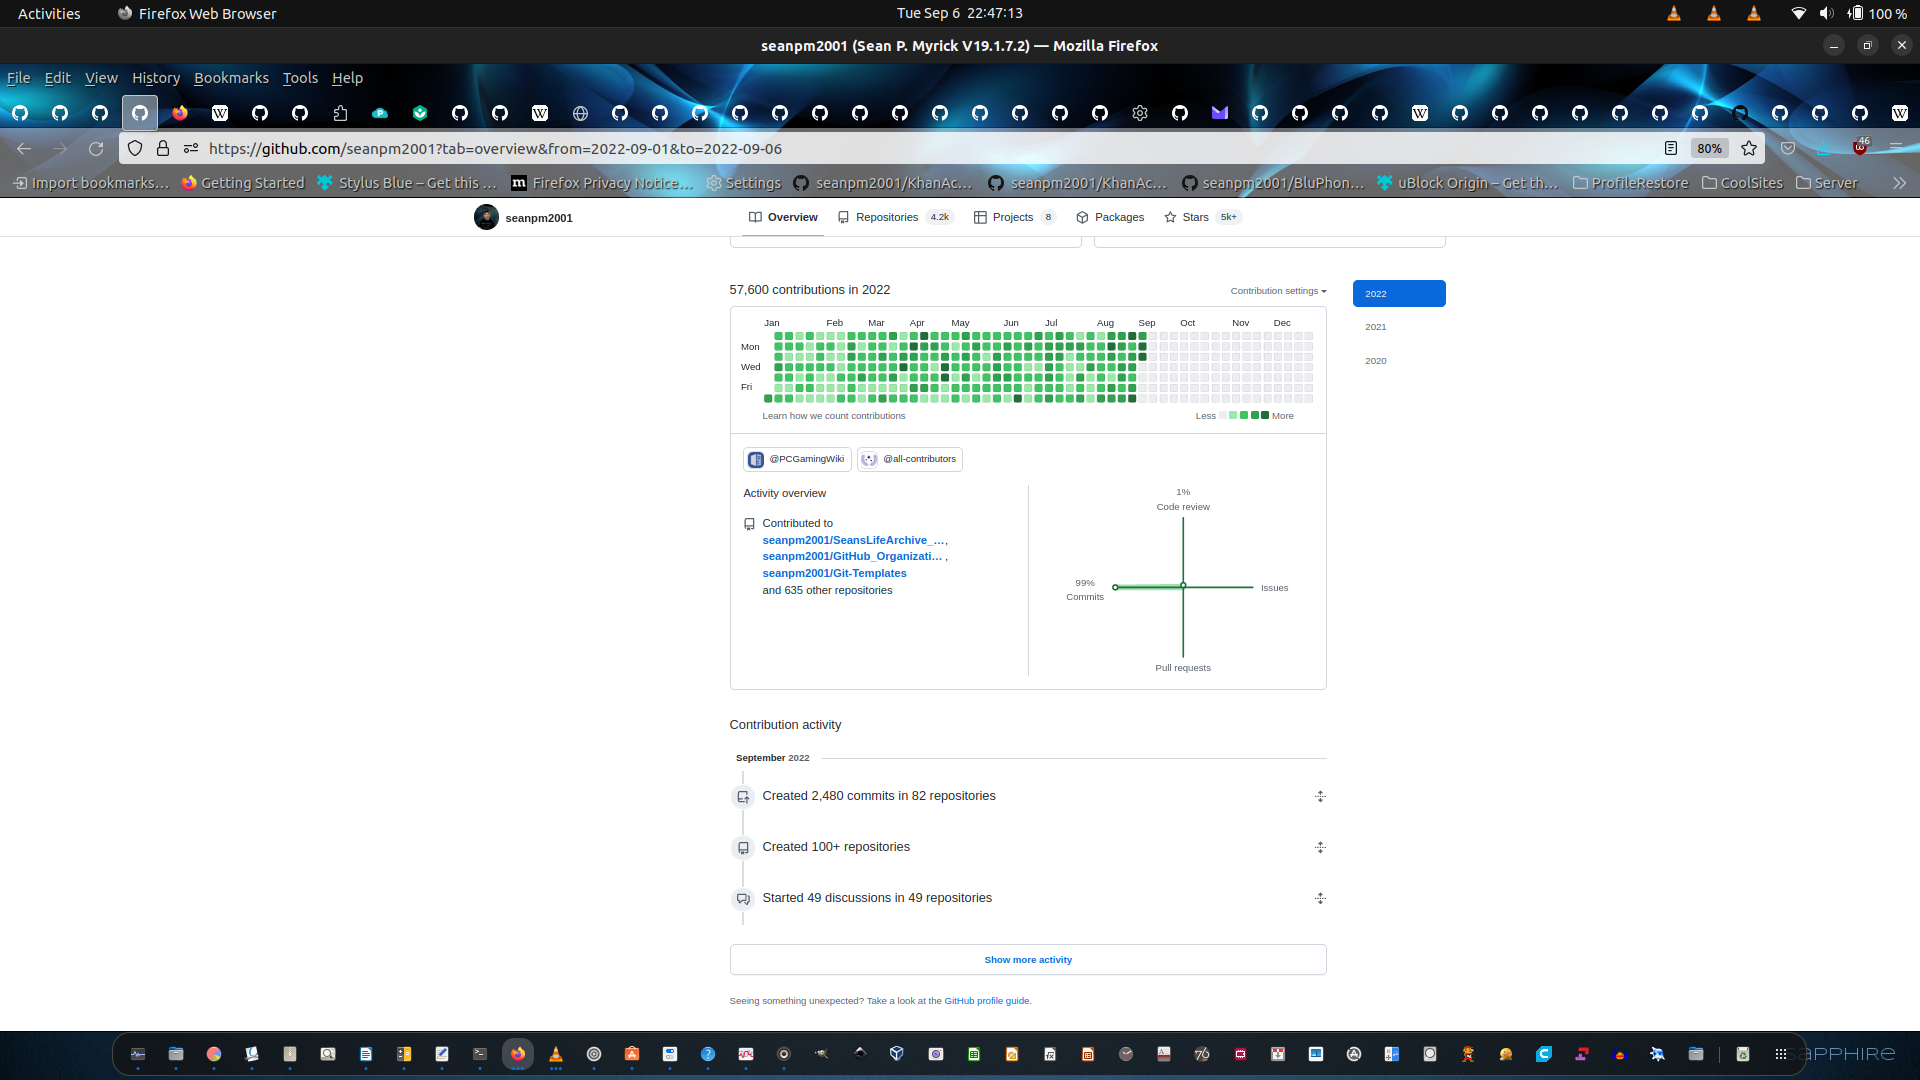 Activities
Firefox Web Browser
Tue Sep 6 22:47:13
100 %
seanpm2001 (Sean P. Myrick V19.1.7.2) — Mozilla Firefox
File Edit View History Bookmarks Tools Help
https://github.com/seanpm2001?tab=overview&from=2022-09-01&to=2022-09-06
80%
46
Import bookmarks…
Getting Started
Stylus Blue – Get this …
Firefox Privacy Notice…
Settings
seanpm2001/KhanAc…
seanpm2001/KhanAc…
seanpm2001/BluPhon…
uBlock Origin – Get th…
ProfileRestore
CoolSites
Server
seanpm2001
Overview
Repositories 4.2k
Projects 8
Packages
Stars 5k+
57,600 contributions in 2022
Contribution settings
2022
2021
2020
Jan Feb Mar Apr May Jun Jul Aug Sep Oct Nov Dec
Mon
Wed
Fri
Learn how we count contributions
Less
More
@PCGamingWiki
@all-contributors
Activity overview
Contributed to
seanpm2001/SeansLifeArchive_…,
seanpm2001/GitHub_Organizati… ,
seanpm2001/Git-Templates
and 635 other repositories
1%
Code review
99%
Commits
Issues
Pull requests
Contribution activity
September 2022
Created 2,480 commits in 82 repositories
Created 100+ repositories
Started 49 discussions in 49 repositories
Show more activity
Seeing something unexpected? Take a look at the GitHub profile guide.
76
SAPPHIRE